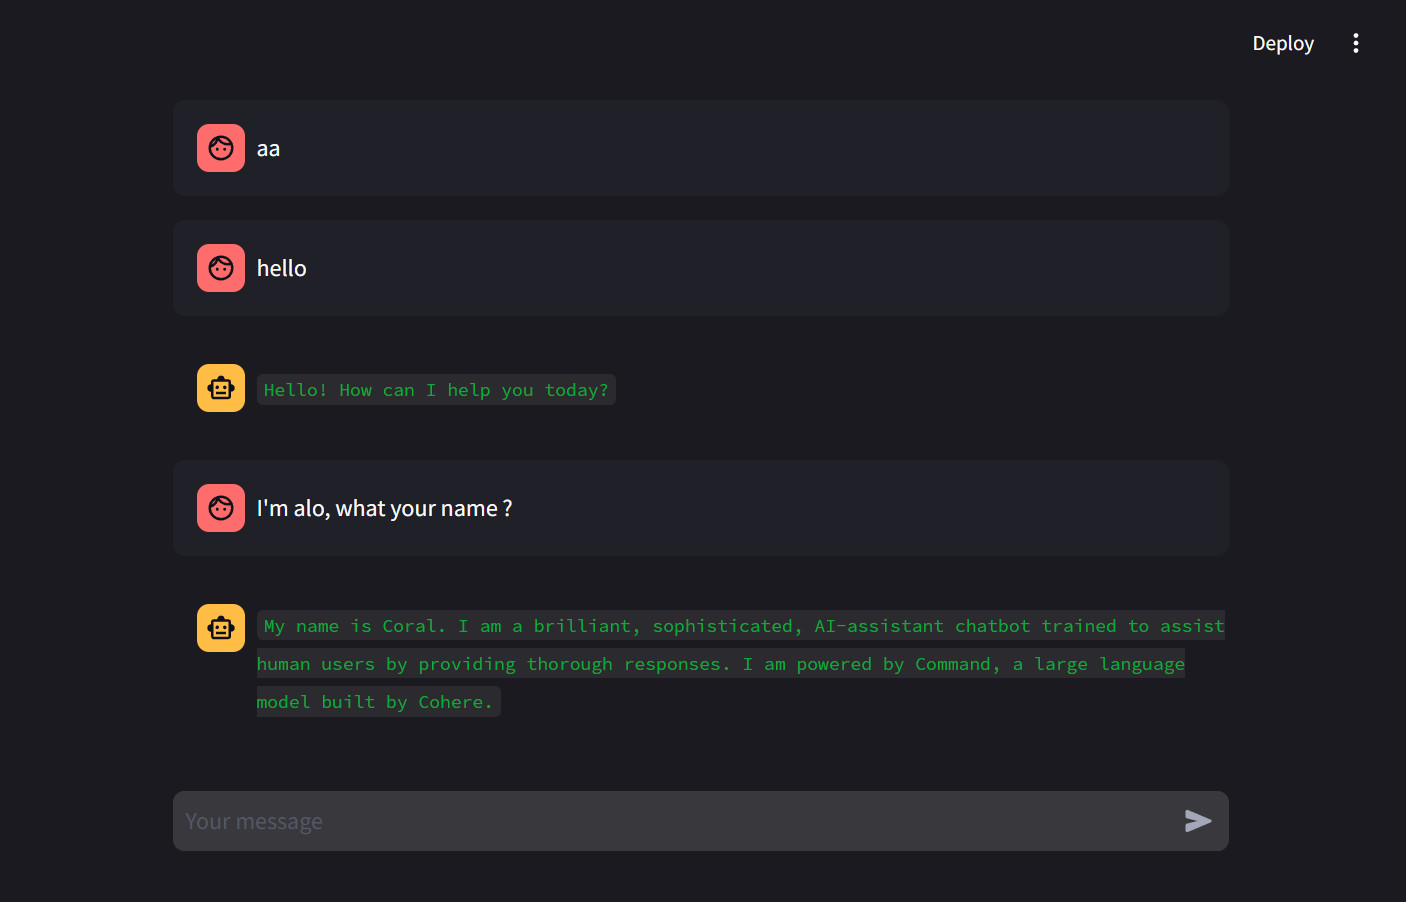 Deploy
aa
hello
Hello! How can I help you today?
I'm alo, what your name ?
My name is Coral. I am a brilliant, sophisticated, AI-assistant chatbot trained to assist
human users by providing thorough responses. I am powered by Command, a large language
model built by Cohere.
Your message